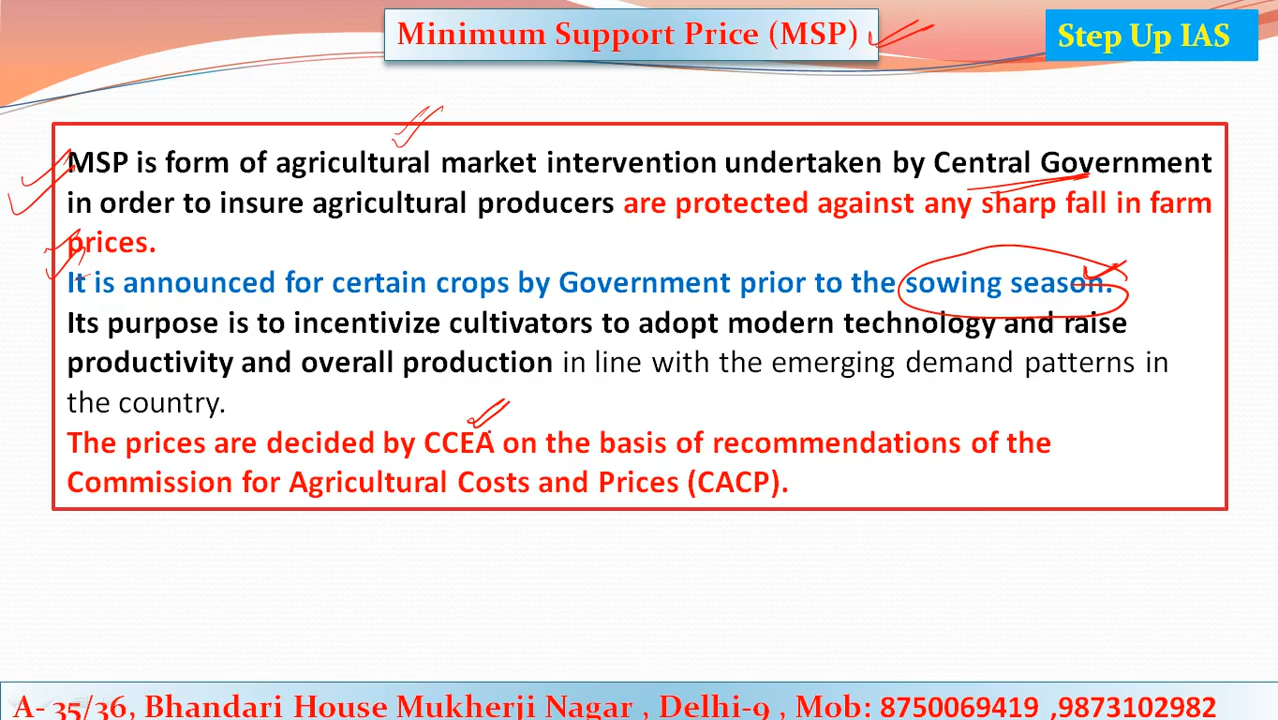 Minimum Support Price (MSP)
Step Up IAS
MSP is form of agricultural market intervention undertaken by Central Government
in order to insure agricultural producers are protected against any sharp fall in farm
prices.
It is announced for certain crops by Government prior to the sowing season.
Its purpose is to incentivize cultivators to adopt modern technology and raise
productivity and overall production in line with the emerging demand patterns in
the country.
The prices are decided by CCEA on the basis of recommendations of the
Commission for Agricultural Costs and Prices (CACP).
A- 35/36, Bhandari House Mukherji Nagar , Delhi-9 , Mob: 8750069419 ,9873102982